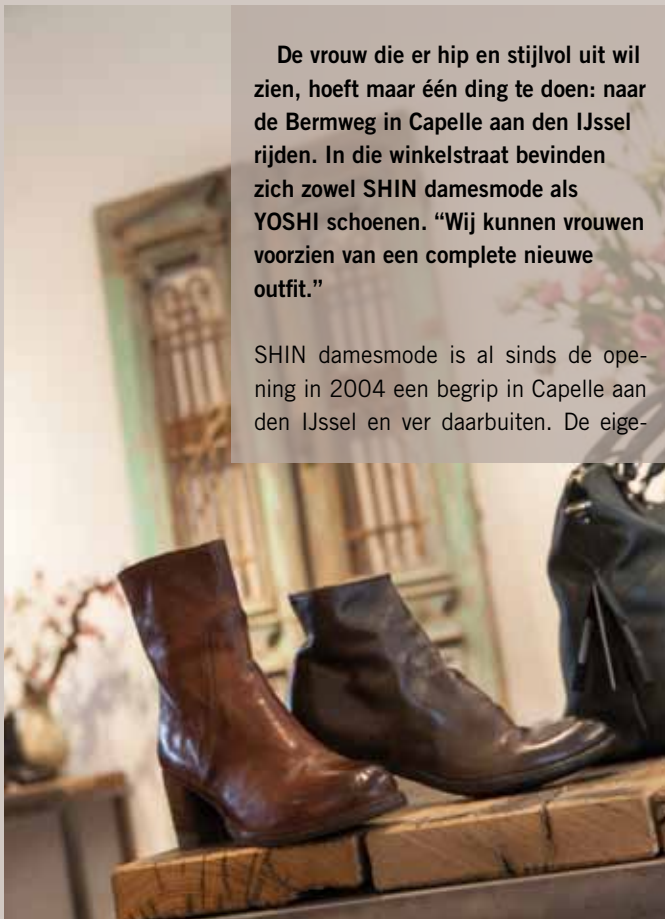 De vrouw die er hip en stijlvol uit wil
zien, hoeft maar één ding te doen: naar
de Bermweg in Capelle aan den IJssel
rijden. In die winkelstraat bevinden
zich zowel SHIN damesmode als
YOSHI schoenen. “Wij kunnen vrouwen
voorzien van een complete nieuwe
outfit.”
SHIN damesmode is al sinds de ope-
ning in 2004 een begrip in Capelle aan
den IJssel en ver daarbuiten. De eige-